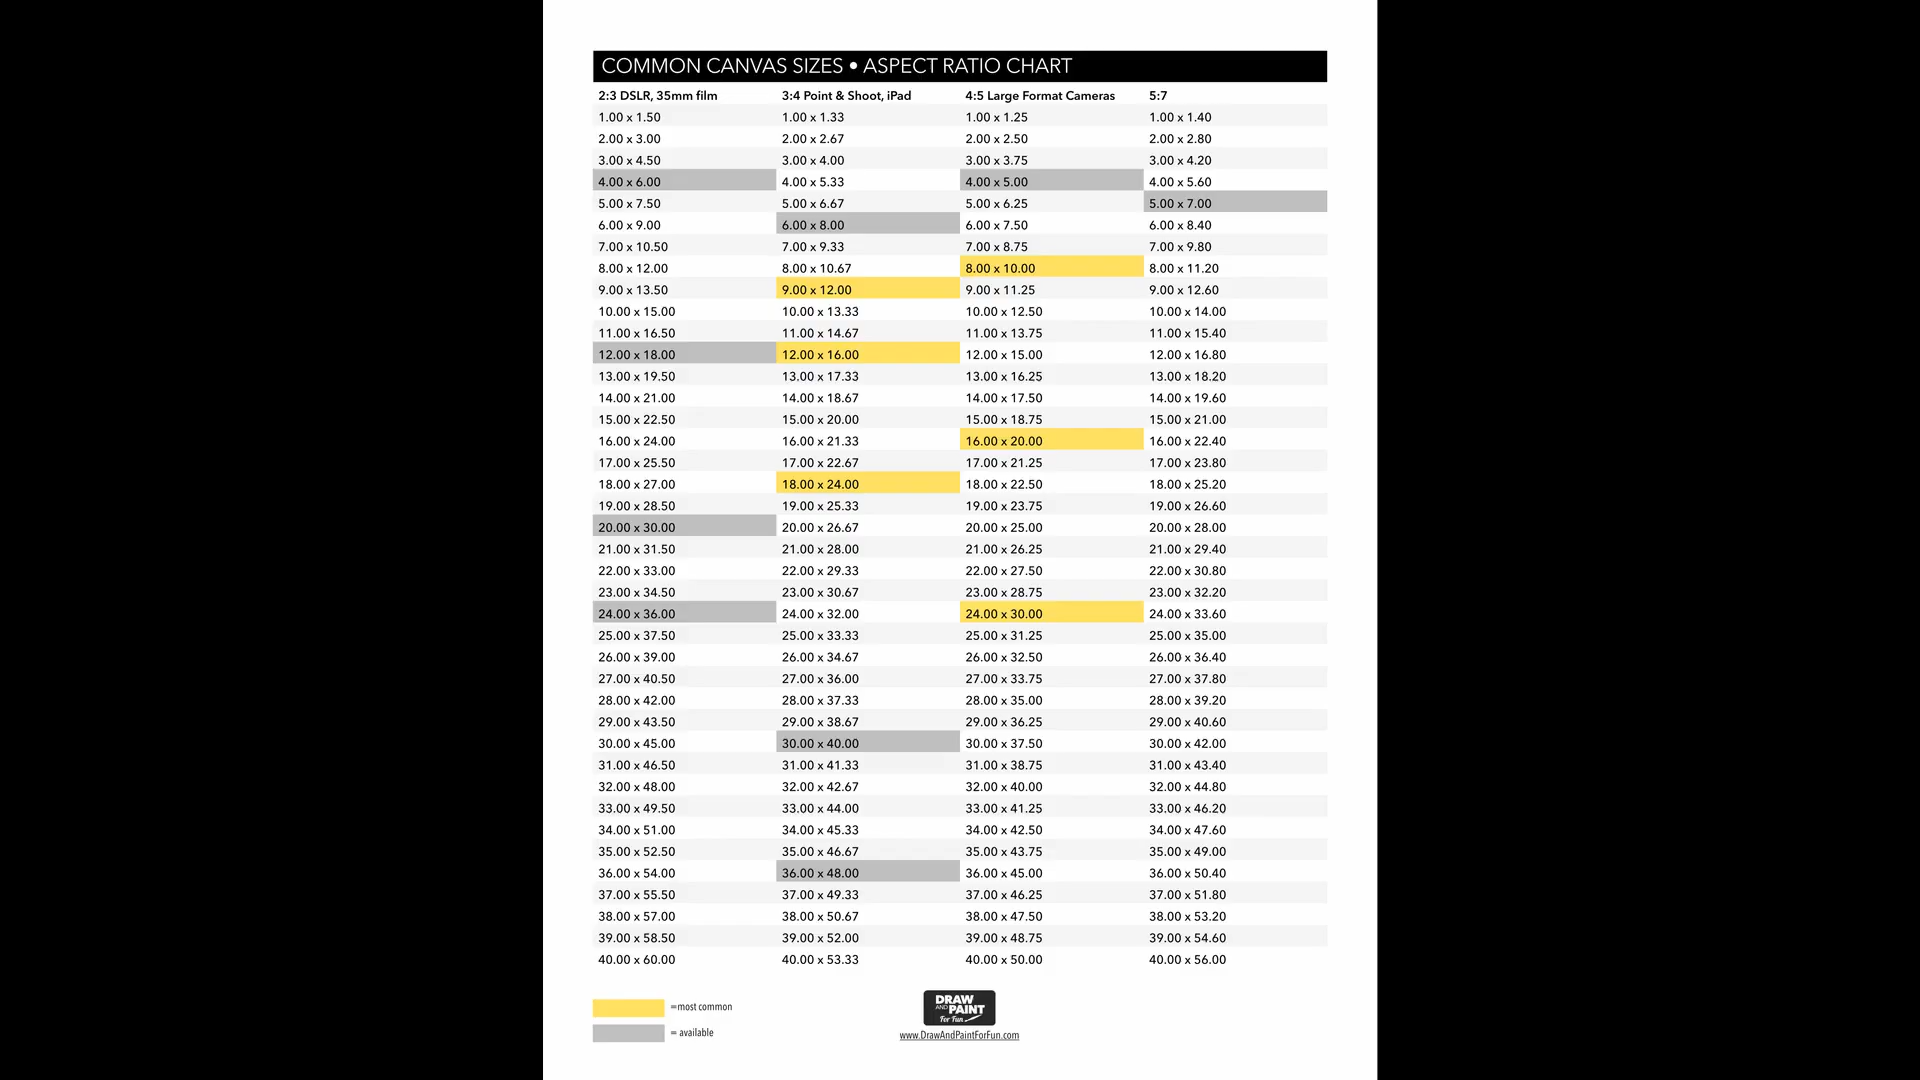 COMMON CANVAS SIZES • ASPECT RATIO CHART
2:3 DSLR, 35mm film 3:4 Point & Shoot, iPad 4:5 Large Format Cameras 5:7
1.00 x 1.50 1.00 x 1.33 1.00 x 1.25 1.00 x 1.40
2.00 x 3.00 2.00 x 2.67 2.00 x 2.50 2.00 x 2.80
3.00 x 4.50 3.00 x 4.00 3.00 x 3.75 3.00 x 4.20
4.00 x 6.00 4.00 x 5.33 4.00 x 5.00 4.00 x 5.60
5.00 x 7.50 5.00 x 6.67 5.00 x 6.25 5.00 x 7.00
6.00 x 9.00 6.00 x 8.00 6.00 x 7.50 6.00 x 8.40
7.00 x 10.50 7.00 x 9.33 7.00 x 8.75 7.00 x 9.80
8.00 x 12.00 8.00 x 10.67 8.00 x 10.00 8.00 x 11.20
9.00 x 13.50 9.00 x 12.00 9.00 x 11.25 9.00 x 12.60
10.00 x 15.00 10.00 x 13.33 10.00 x 12.50 10.00 x 14.00
11.00 x 16.50 11.00 x 14.67 11.00 x 13.75 11.00 x 15.40
12.00 x 18.00 12.00 x 16.00 12.00 x 15.00 12.00 x 16.80
13.00 x 19.50 13.00 x 17.33 13.00 x 16.25 13.00 x 18.20
14.00 x 21.00 14.00 x 18.67 14.00 x 17.50 14.00 x 19.60
15.00 x 22.50 15.00 x 20.00 15.00 x 18.75 15.00 x 21.00
16.00 x 24.00 16.00 x 21.33 16.00 x 20.00 16.00 x 22.40
17.00 x 25.50 17.00 x 22.67 17.00 x 21.25 17.00 x 23.80
18.00 x 27.00 18.00 x 24.00 18.00 x 22.50 18.00 x 25.20
19.00 x 28.50 19.00 x 25.33 19.00 x 23.75 19.00 x 26.60
20.00 x 30.00 20.00 x 26.67 20.00 x 25.00 20.00 x 28.00
21.00 x 31.50 21.00 x 28.00 21.00 x 26.25 21.00 x 29.40
22.00 x 33.00 22.00 x 29.33 22.00 x 27.50 22.00 x 30.80
23.00 x 34.50 23.00 x 30.67 23.00 x 28.75 23.00 x 32.20
24.00 x 36.00 24.00 x 32.00 24.00 x 30.00 24.00 x 33.60
25.00 x 37.50 25.00 x 33.33 25.00 x 31.25 25.00 x 35.00
26.00 x 39.00 26.00 x 34.67 26.00 x 32.50 26.00 x 36.40
27.00 x 40.50 27.00 x 36.00 27.00 x 33.75 27.00 x 37.80
28.00 x 42.00 28.00 x 37.33 28.00 x 35.00 28.00 x 39.20
29.00 x 43.50 29.00 x 38.67 29.00 x 36.25 29.00 x 40.60
30.00 x 45.00 30.00 x 40.00 30.00 x 37.50 30.00 x 42.00
31.00 x 46.50 31.00 x 41.33 31.00 x 38.75 31.00 x 43.40
32.00 x 48.00 32.00 x 42.67 32.00 x 40.00 32.00 x 44.80
33.00 x 49.50 33.00 x 44.00 33.00 x 41.25 33.00 x 46.20
34.00 x 51.00 34.00 x 45.33 34.00 x 42.50 34.00 x 47.60
35.00 x 52.50 35.00 x 46.67 35.00 x 43.75 35.00 x 49.00
36.00 x 54.00 36.00 x 48.00 36.00 x 45.00 36.00 x 50.40
37.00 x 55.50 37.00 x 49.33 37.00 x 46.25 37.00 x 51.80
38.00 x 57.00 38.00 x 50.67 38.00 x 47.50 38.00 x 53.20
39.00 x 58.50 39.00 x 52.00 39.00 x 48.75 39.00 x 54.60
40.00 x 60.00 40.00 x 53.33 40.00 x 50.00 40.00 x 56.00
=most common
= available
DRAW
AND PAINT
For Fun
www.DrawAndPaintForFun.com